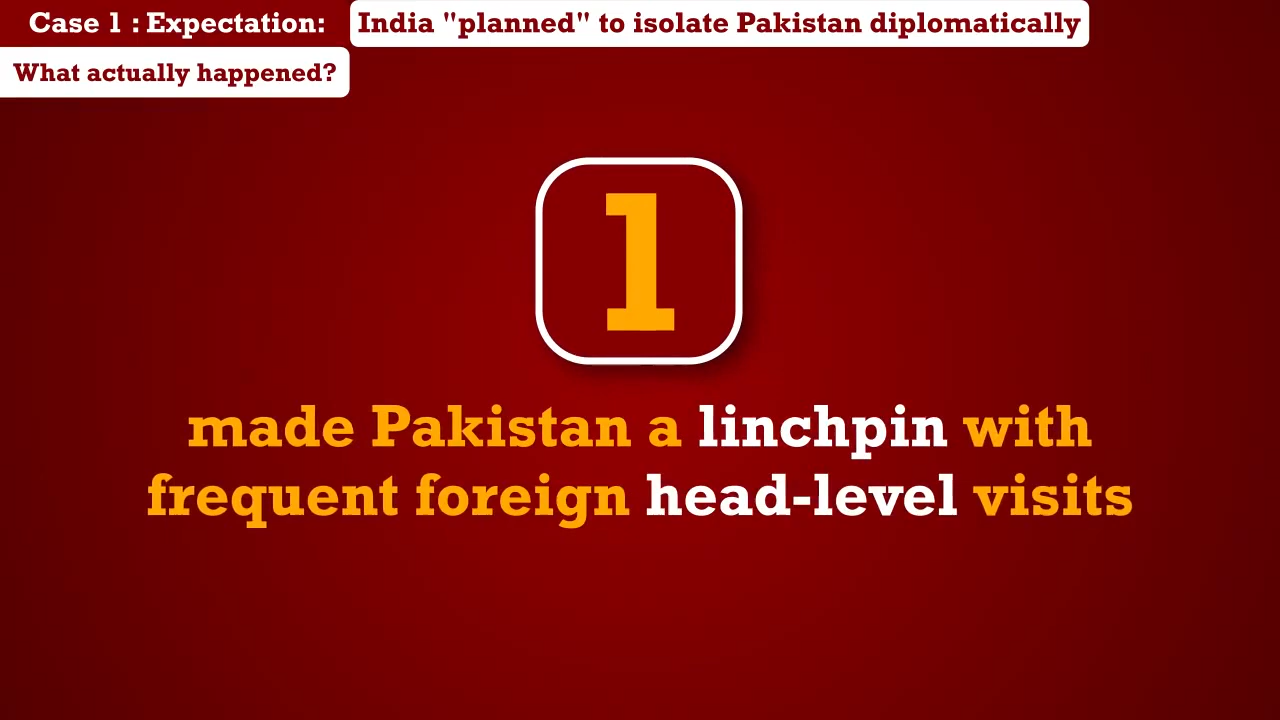 Case 1 : Expectation: India "planned" to isolate Pakistan diplomatically
What actually happened?
1
made Pakistan a linchpin with
frequent foreign head-level visits